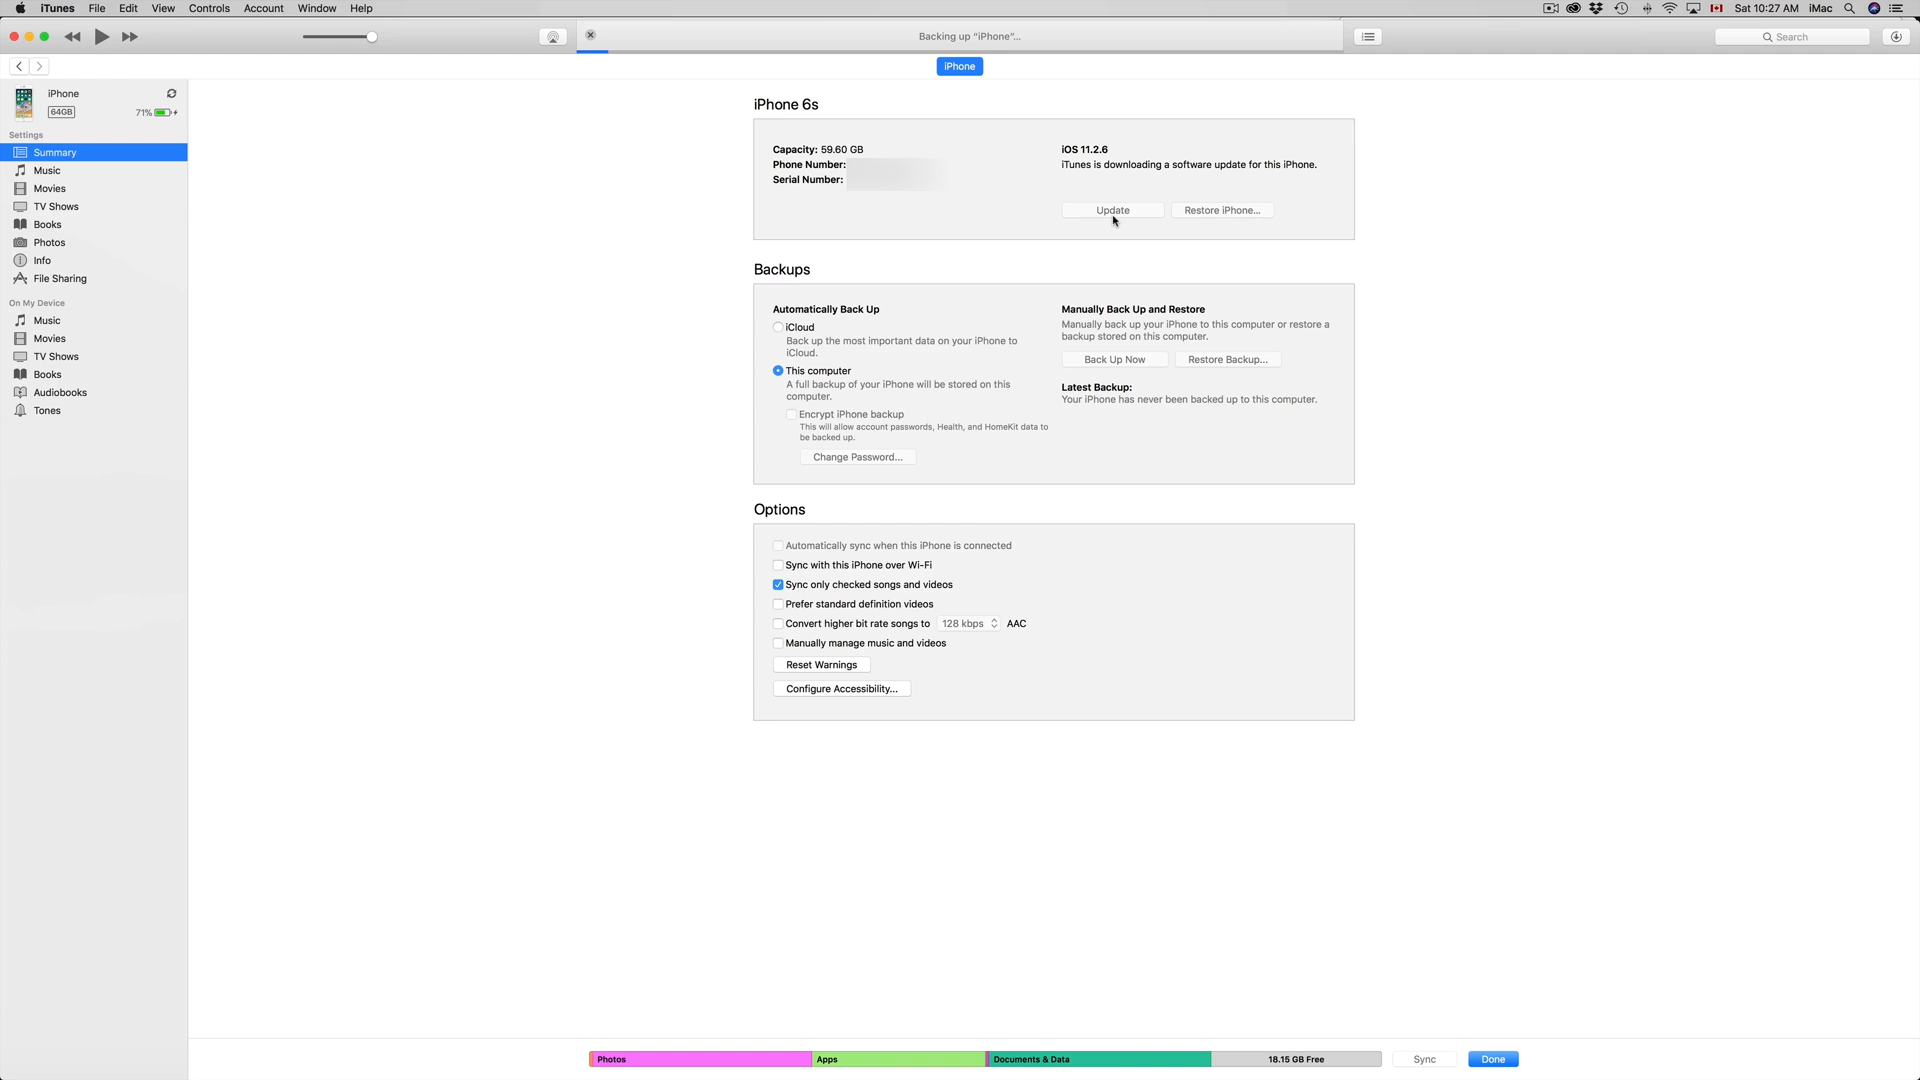 iTunes File Edit View Controls Account Window Help
Sat 10:27 AM iMac
Backing up “iPhone”...
Search
iPhone
iPhone
64GB
71%
Settings
Summary
Music
Movies
TV Shows
Books
Photos
Info
File Sharing
On My Device
Music
Movies
TV Shows
Books
Audiobooks
Tones
iPhone 6s
Capacity: 59.60 GB
Phone Number:
Serial Number:
iOS 11.2.6
iTunes is downloading a software update for this iPhone.
Update
Restore iPhone...
Backups
Automatically Back Up
iCloud
Back up the most important data on your iPhone to
iCloud.
This computer
A full backup of your iPhone will be stored on this
computer.
Encrypt iPhone backup
This will allow account passwords, Health, and HomeKit data to
be backed up.
Change Password...
Manually Back Up and Restore
Manually back up your iPhone to this computer or restore a
backup stored on this computer.
Back Up Now
Restore Backup...
Latest Backup:
Your iPhone has never been backed up to this computer.
Options
Automatically sync when this iPhone is connected
Sync with this iPhone over Wi-Fi
Sync only checked songs and videos
Prefer standard definition videos
Convert higher bit rate songs to 128 kbps AAC
Manually manage music and videos
Reset Warnings
Configure Accessibility...
Photos
Apps
Documents & Data
18.15 GB Free
Sync
Done